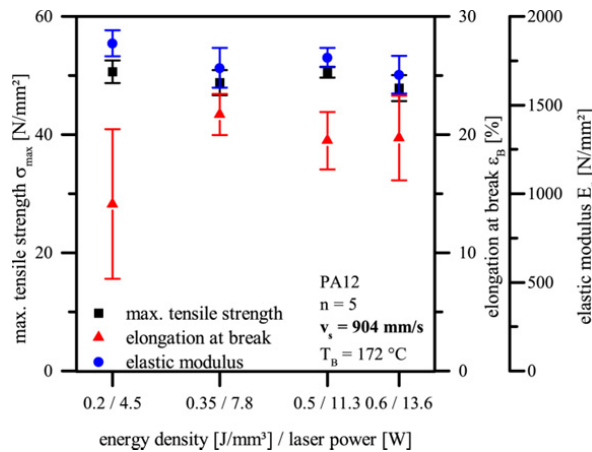 max. tensile strength σmax [N/mm²]
60
40
20
0
30
20
10
0
elongation at break εB [%]
2000
1500
1000
500
0
elastic modulus E [N/mm²]
max. tensile strength
elongation at break
elastic modulus
PA12
n = 5
vs = 904 mm/s
TB = 172 °C
0.2 / 4.5
0.35 / 7.8
0.5 / 11.3
0.6 / 13.6
energy density [J/mm³] / laser power [W]